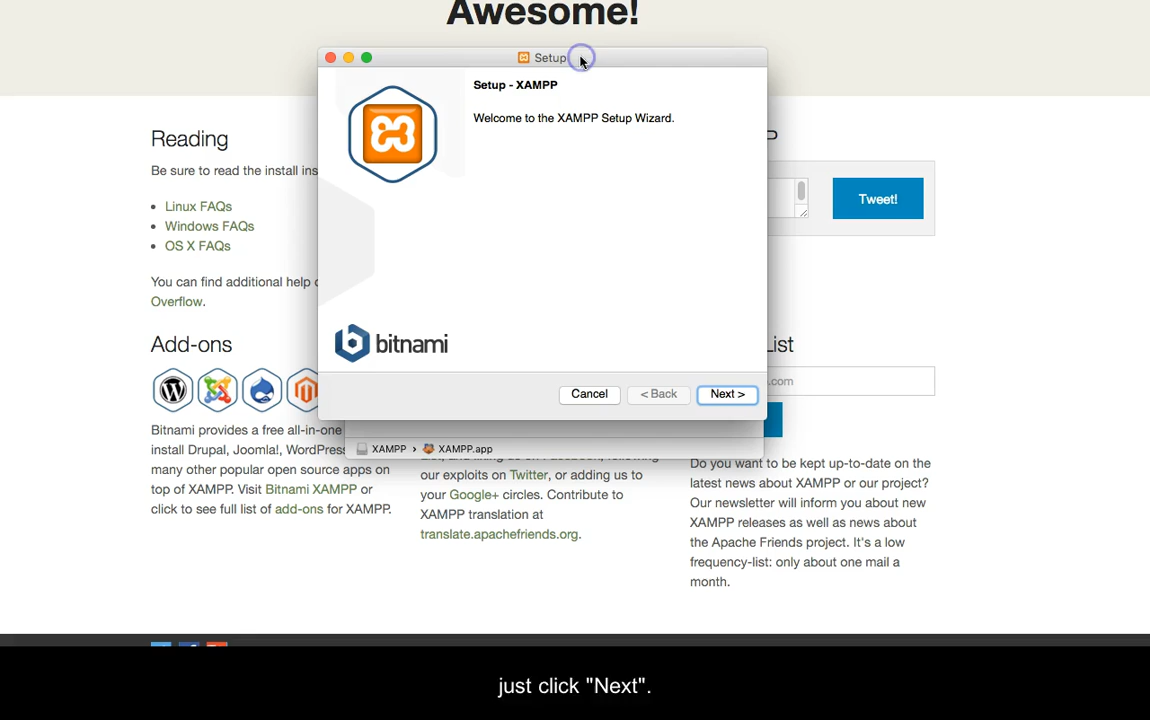 Awesome!
Setup
Setup - XAMPP
Welcome to the XAMPP Setup Wizard.
bitnami
Cancel
< Back
Next >
XAMPP › XAMPP.app
Reading
Be sure to read the install ins
Linux FAQs
Windows FAQs
OS X FAQs
You can find additional help
Overflow.
Add-ons
Bitnami provides a free all-in-one
install Drupal, Joomla!, WordPress
many other popular open source apps on
top of XAMPP. Visit Bitnami XAMPP or
click to see full list of add-ons for XAMPP.
our exploits on Twitter, or adding us to
your Google+ circles. Contribute to
XAMPP translation at
translate.apachefriends.org.
P
Tweet!
List
.com
Do you want to be kept up-to-date on the
latest news about XAMPP or our project?
Our newsletter will inform you about new
XAMPP releases as well as news about
the Apache Friends project. It's a low
frequency-list: only about one mail a
month.
just click "Next".